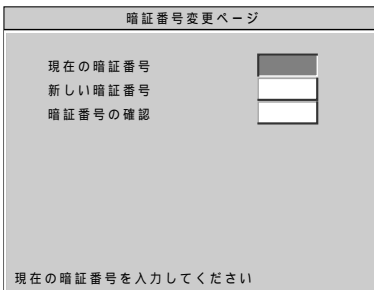 暗証番号変更ページ
現在の暗証番号
新しい暗証番号
暗証番号の確認
現在の暗証番号を入力してください